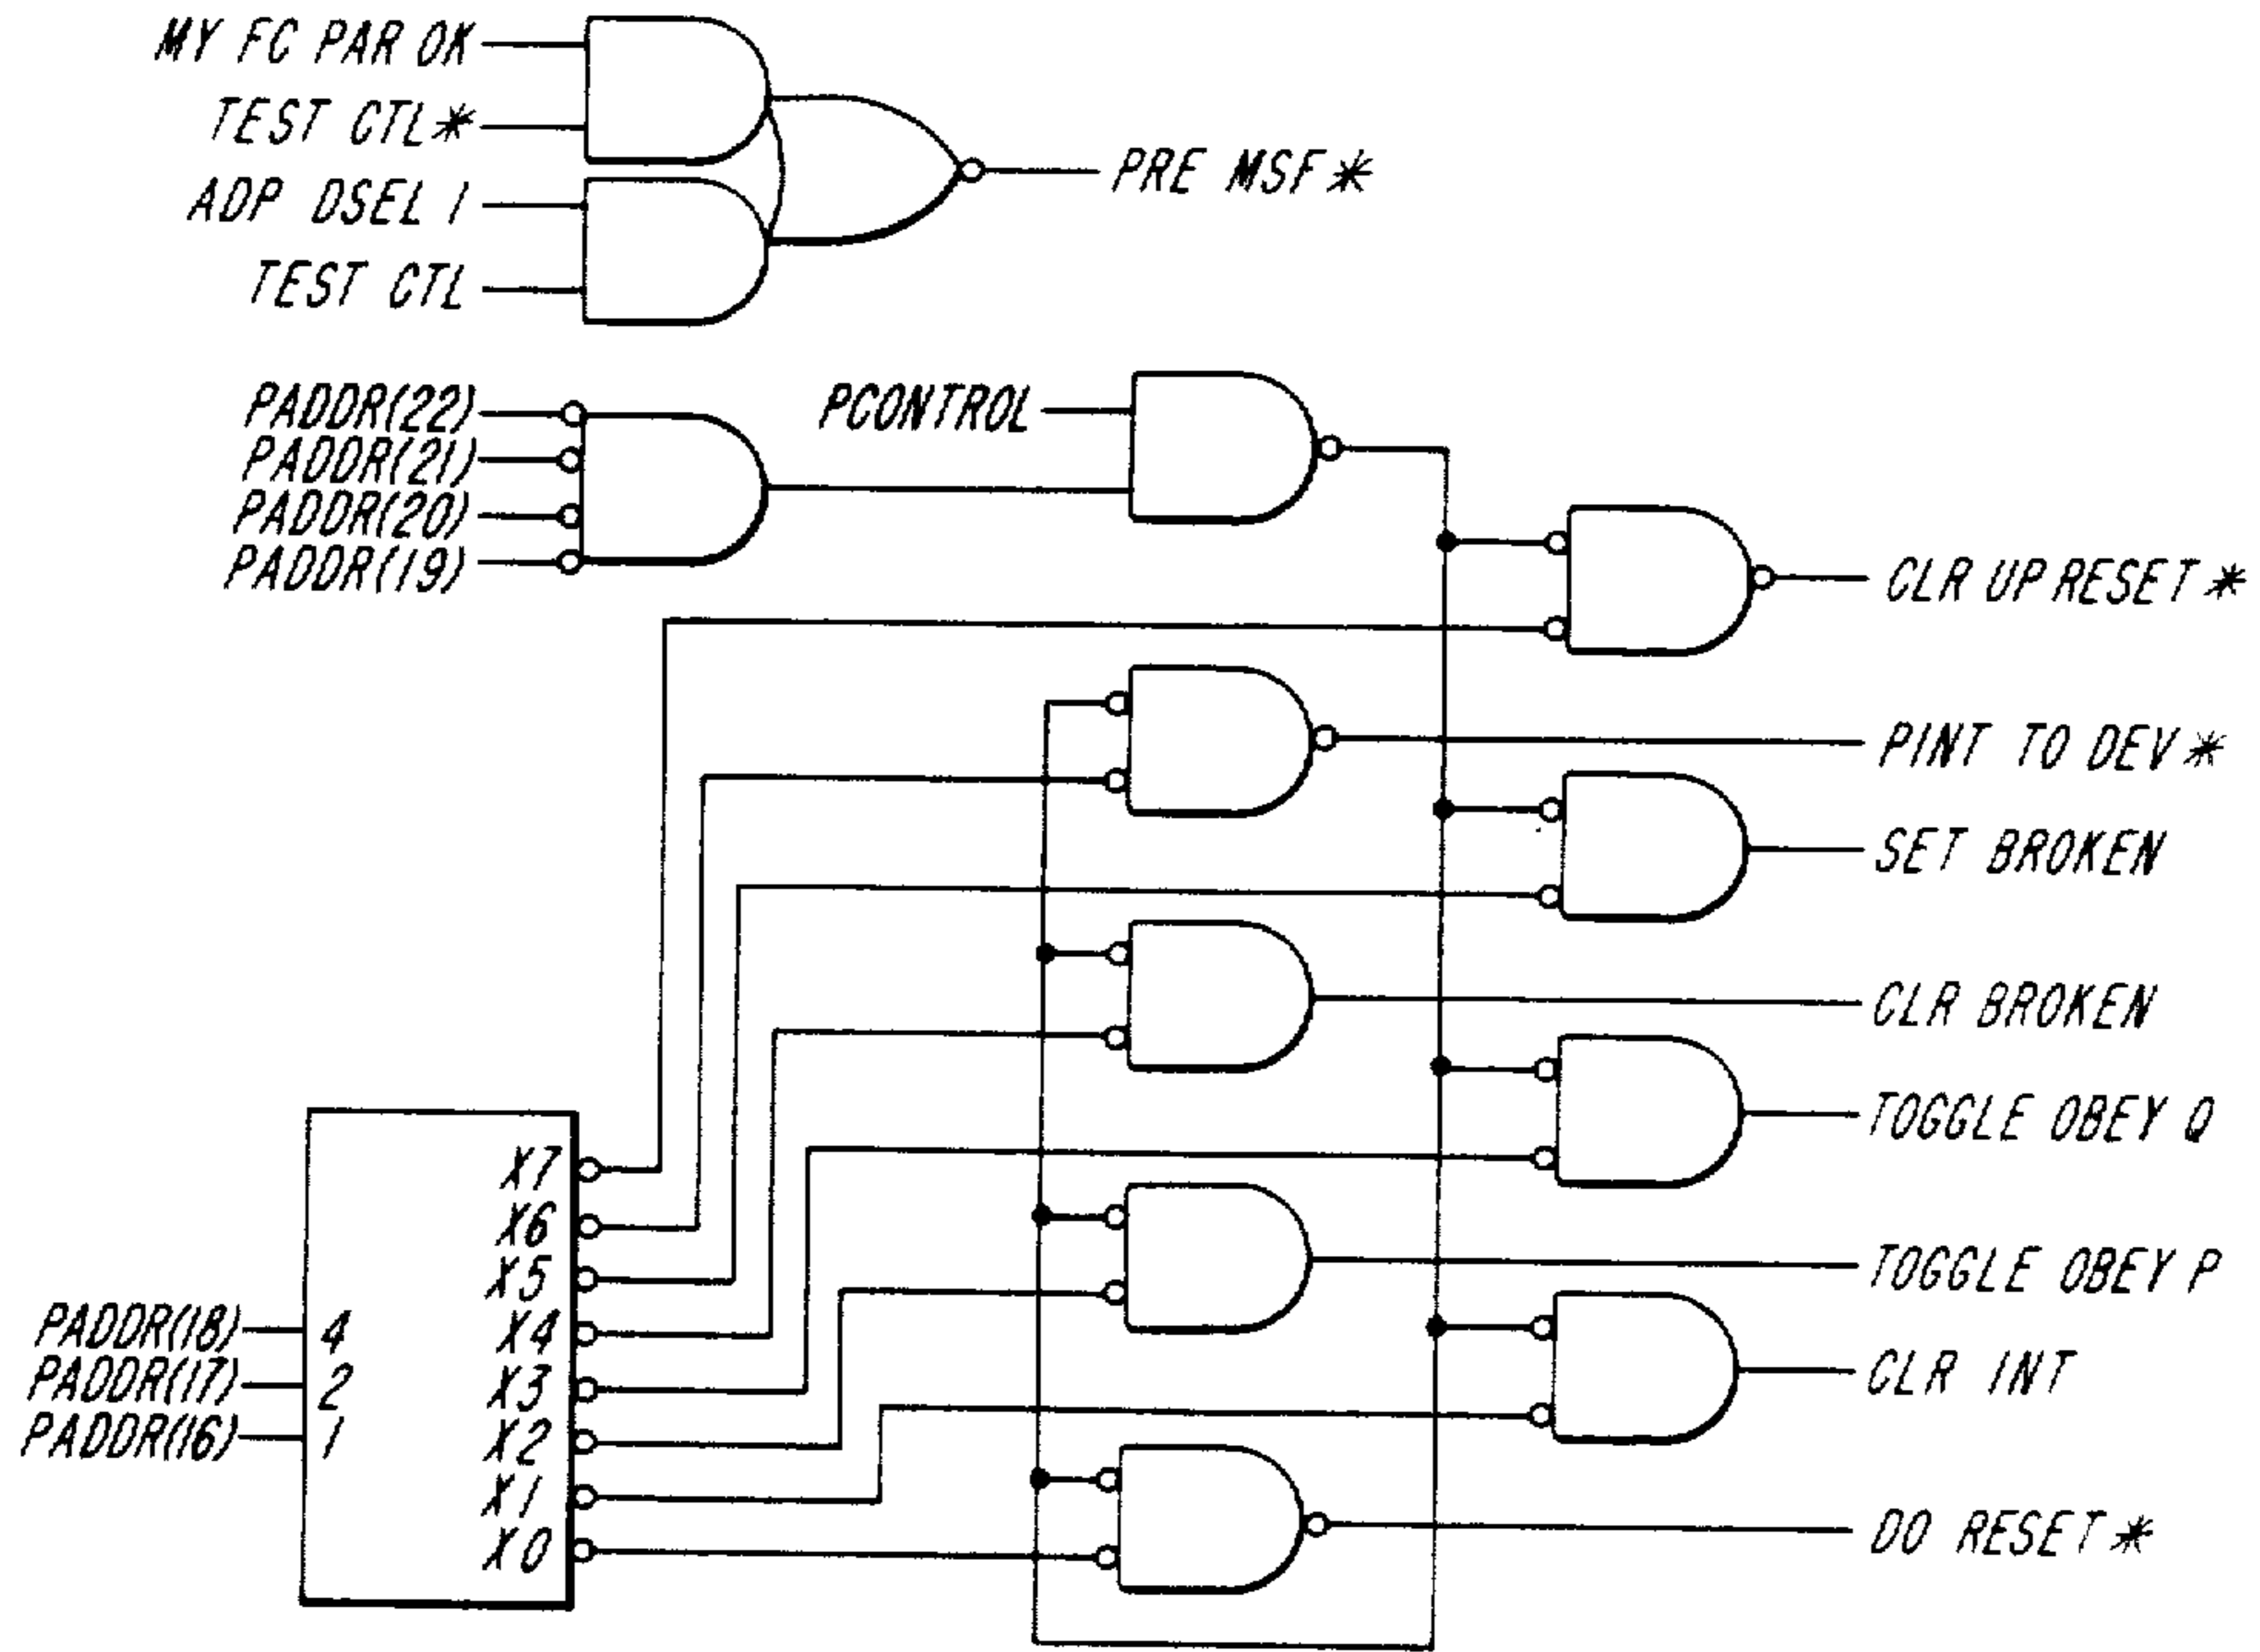 MY FC PAR OK
TEST CTL*
ADP DSEL 1
TEST CTL
PRE MSF*
PADDR(22)
PADDR(21)
PADDR(20)
PADDR(19)
PCONTROL
CLR UP RESET*
PINT TO DEV*
SET BROKEN
CLR BROKEN
TOGGLE OBEY Q
TOGGLE OBEY P
CLR INT
DO RESET*
PADDR(18)
PADDR(17)
PADDR(16)
4
2
1
X7
X6
X5
X4
X3
X2
X1
X0